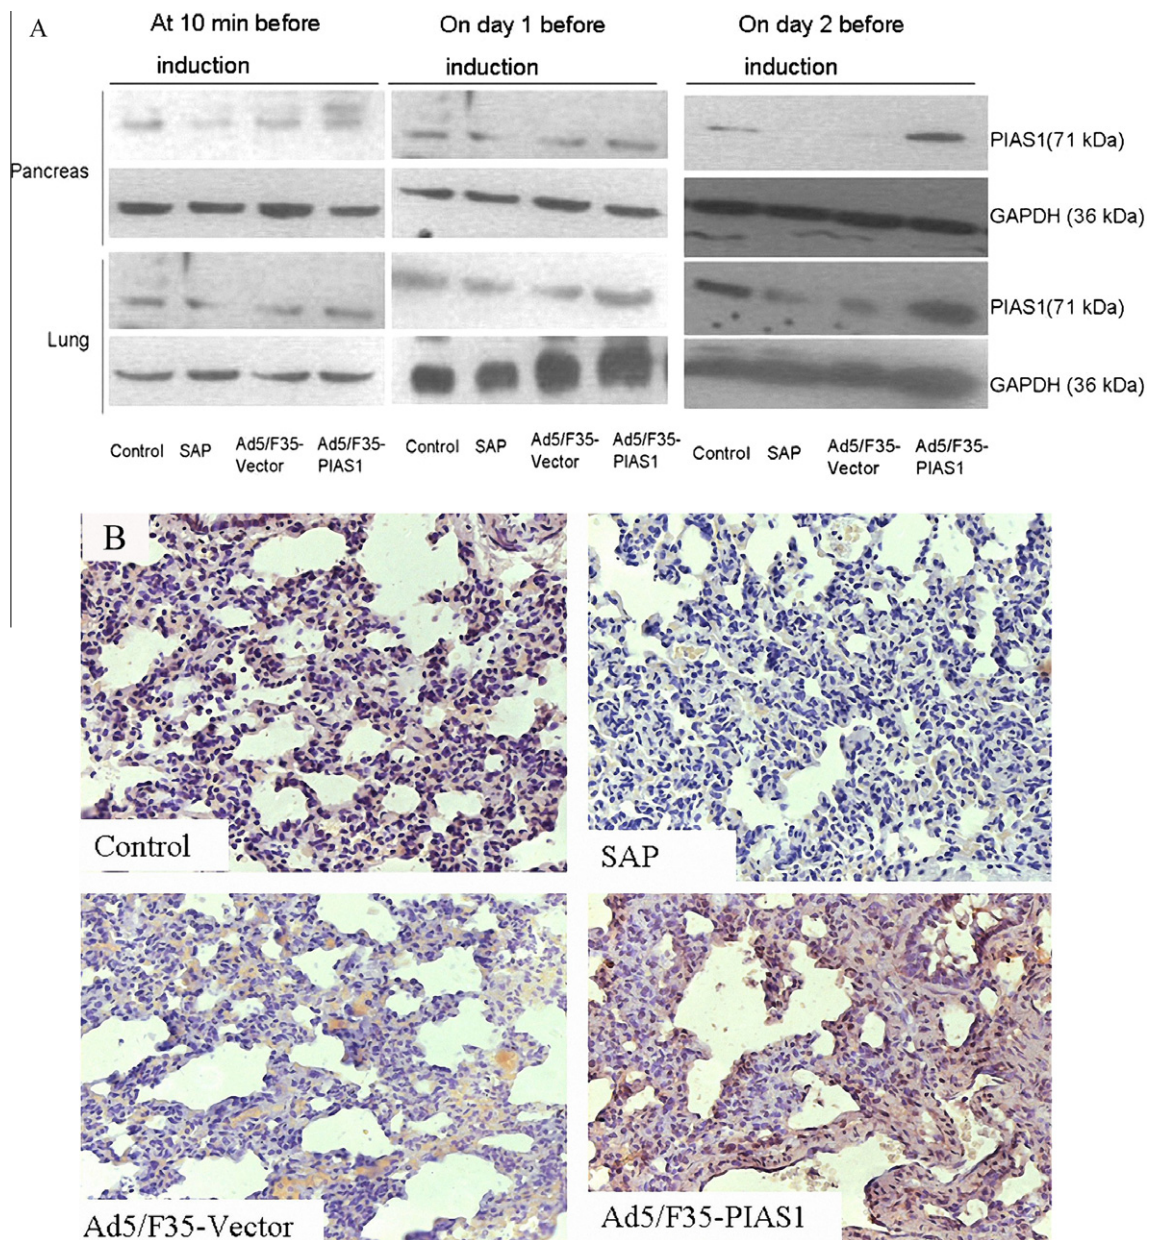 A
At 10 min before
induction
On day 1 before
induction
On day 2 before
induction
Pancreas
PIAS1(71 kDa)
GAPDH (36 kDa)
Lung
PIAS1(71 kDa)
GAPDH (36 kDa)
Control SAP Ad5/F35-Vector Ad5/F35-PIAS1
Control SAP Ad5/F35-Vector Ad5/F35-PIAS1
Control SAP Ad5/F35-Vector Ad5/F35-PIAS1
B
Control
SAP
Ad5/F35-Vector
Ad5/F35-PIAS1